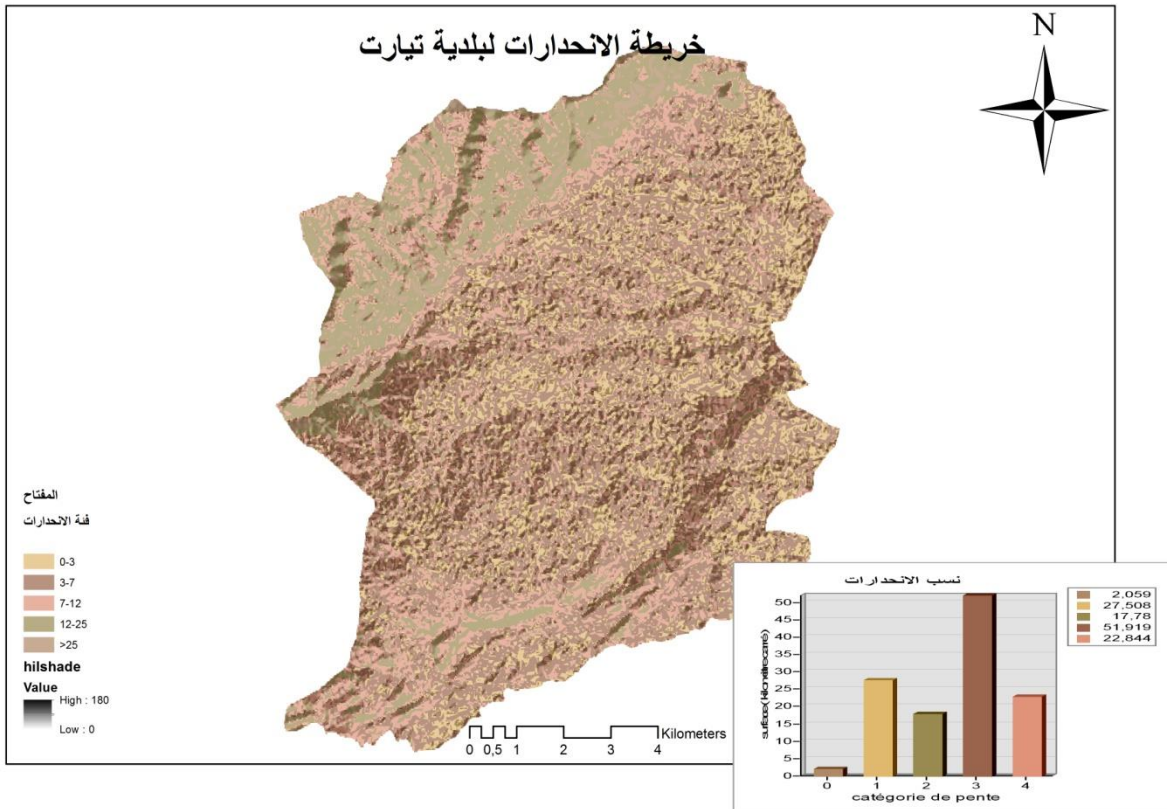 خريطة الانحدارات لبلدية تيارت
N
المفتاح
فئة الانحدارات
0-3
3-7
7-12
12-25
>25
hilshade
Value
High : 180
Low : 0
0 0,5 1 2 3 4
Kilometers
نسب الانحدارات
surface( kilomètre carré)
50
45
40
35
30
25
20
15
10
5
0
0 1 2 3 4
catégorie de pente
2,059
27,508
17,78
51,919
22,844